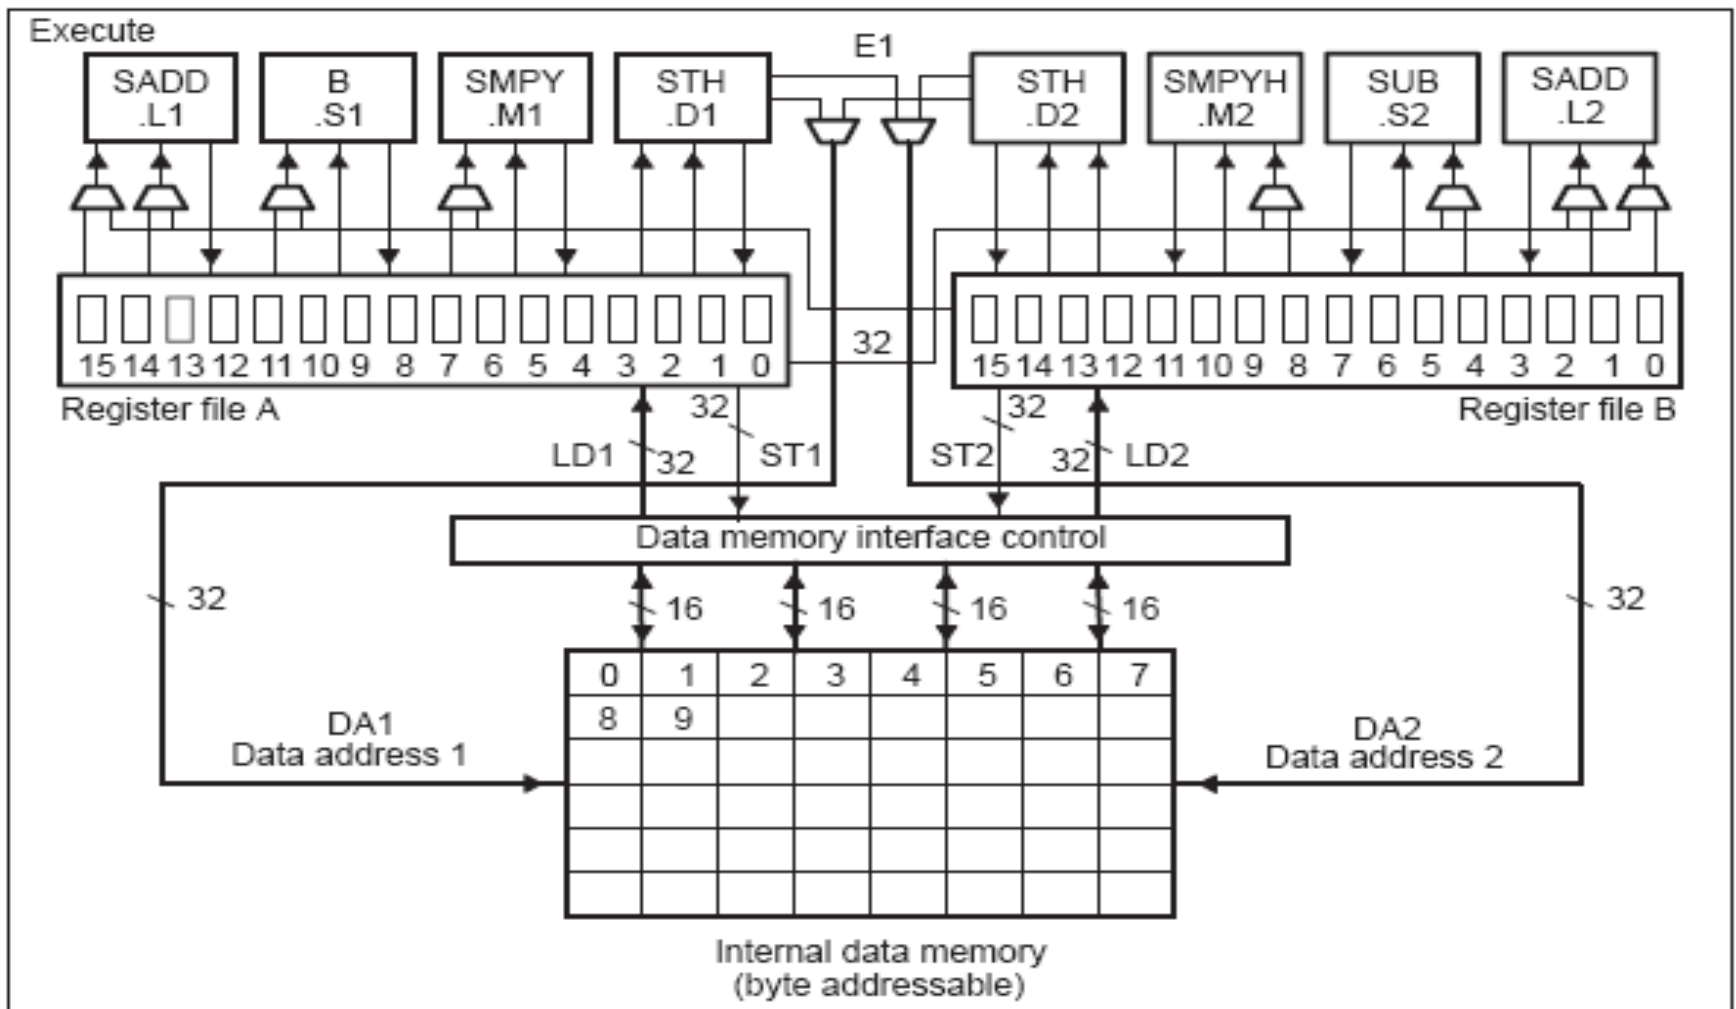 Execute
E1
SADD
.L1
B
.S1
SMPY
.M1
STH
.D1
STH
.D2
SMPYH
.M2
SUB
.S2
SADD
.L2
15 14 13 12 11 10 9 8 7 6 5 4 3 2 1 0
32
15 14 13 12 11 10 9 8 7 6 5 4 3 2 1 0
Register file A
32
32
Register file B
LD1
32
ST1
ST2
32
LD2
Data memory interface control
32
16
16
16
16
32
0 1 2 3 4 5 6 7
8 9
DA1
Data address 1
DA2
Data address 2
Internal data memory
(byte addressable)